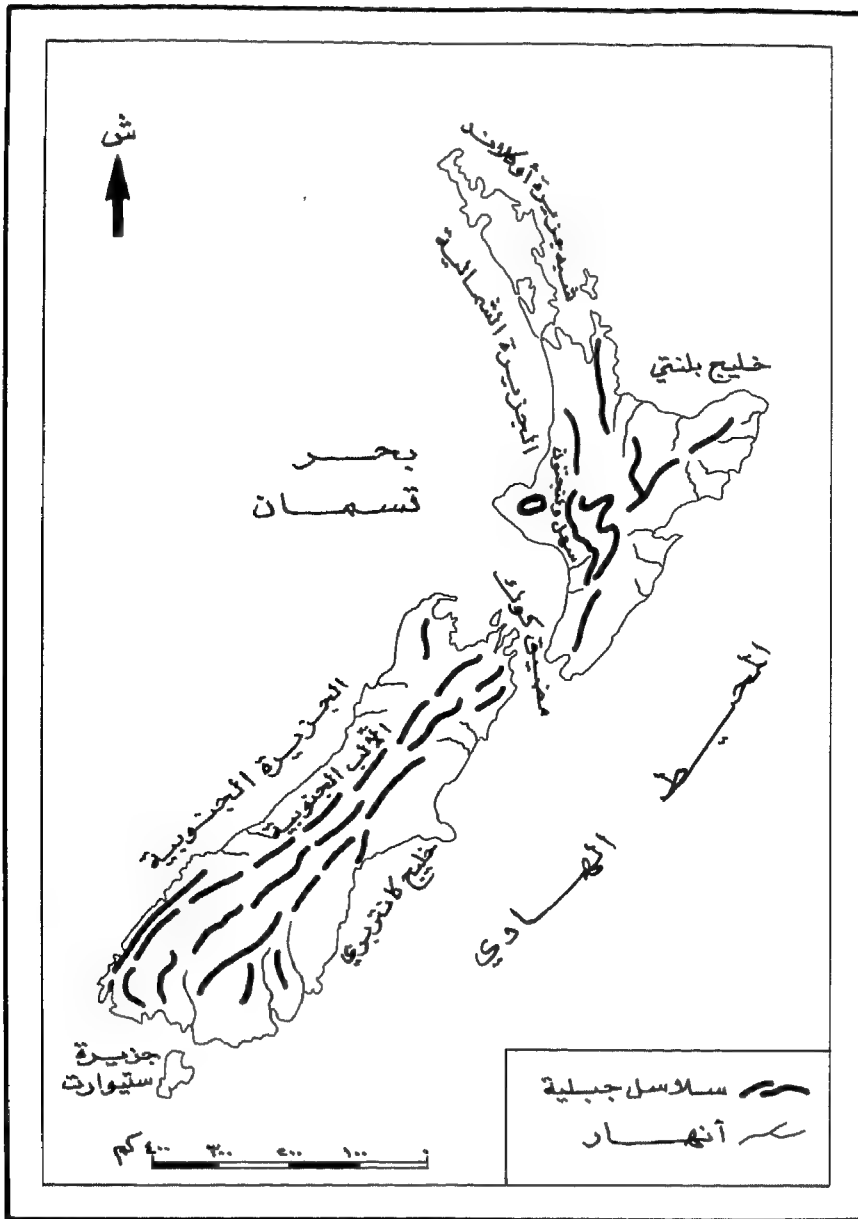 ش
شبه جزيرة أوكلاند
الجزيرة الشمالية
خليج بلنتي
بحر
تسمان
مضيق كوك
الجزيرة الجنوبية
الألب الجنوبية
خليج كانتربري
المحيط
الهادي
جزيرة
ستيوارت
سلاسل جبلية
أنهار
٠ ١٠٠ ٢٠٠ ٣٠٠ ٤٠٠ كم